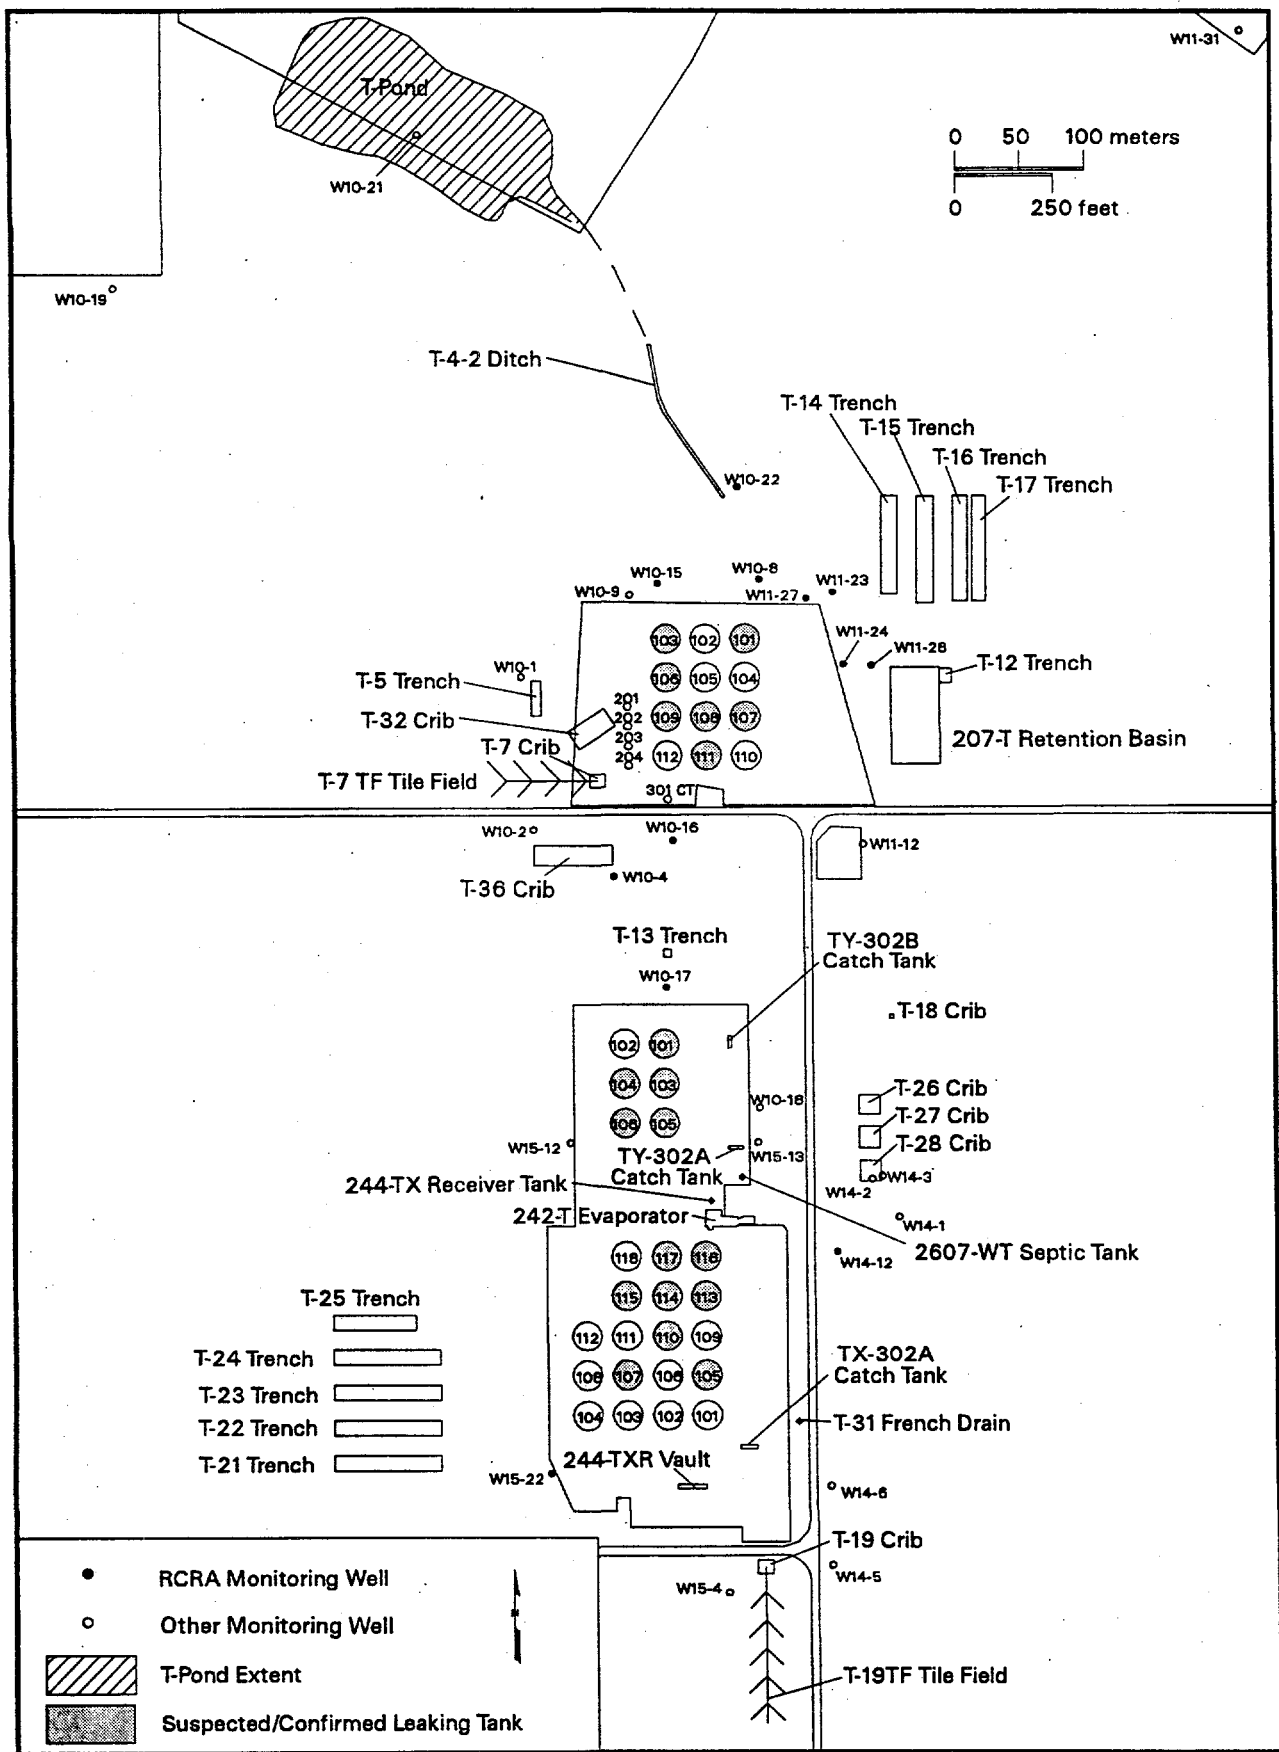 W11-31
T-Pond
W10-21
0 50 100 meters
0 250 feet
W10-19
T-4-2 Ditch
T-14 Trench
T-15 Trench
T-16 Trench
T-17 Trench
W10-22
W10-15
W10-8
W11-23
W10-9
W11-27
103 102 101
W11-24
W11-28
W10-1
T-12 Trench
T-5 Trench
106 105 104
201
T-32 Crib
202
109 108 107
203
207-T Retention Basin
T-7 Crib
204
112 111 110
T-7 TF Tile Field
301 CT
W10-2
W10-16
W11-12
T-36 Crib
W10-4
T-13 Trench
TY-302B
Catch Tank
W10-17
T-18 Crib
102 101
104 103
T-26 Crib
W10-18
T-27 Crib
106 105
T-28 Crib
W15-12
TY-302A
Catch Tank
W15-13
W14-3
W14-2
244-TX Receiver Tank
242-T Evaporator
W14-1
2607-WT Septic Tank
W14-12
118 117 116
115 114 113
T-25 Trench
112 111 110 109
T-24 Trench
TX-302A
Catch Tank
108 107 106 105
T-23 Trench
104 103 102 101
T-31 French Drain
T-22 Trench
244-TXR Vault
T-21 Trench
W15-22
W14-6
T-19 Crib
W14-5
W15-4
T-19TF Tile Field
RCRA Monitoring Well
Other Monitoring Well
T-Pond Extent
Suspected/Confirmed Leaking Tank